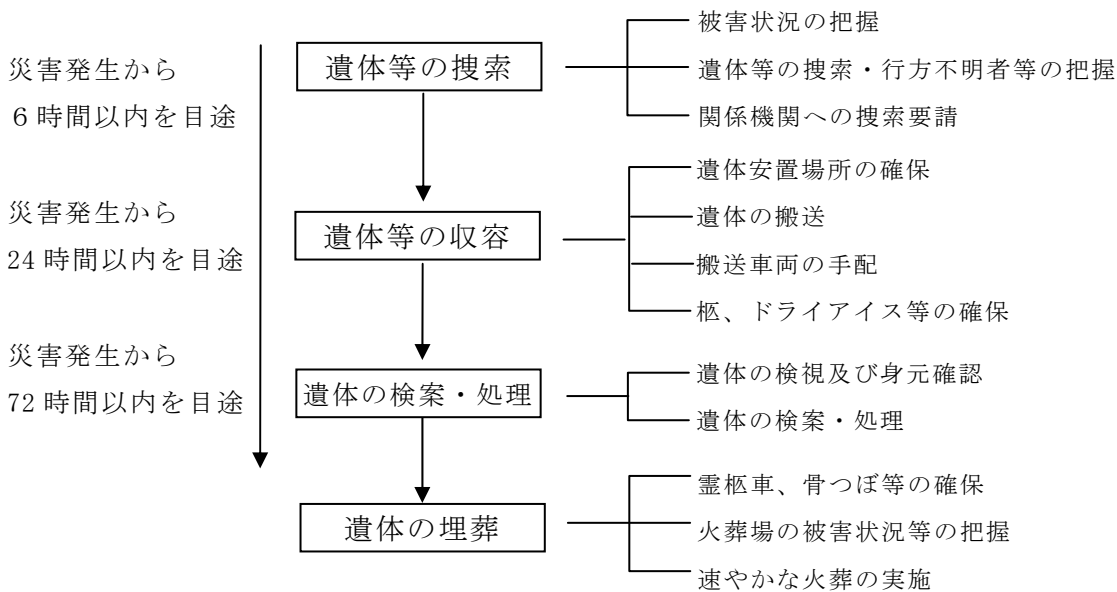 災害発生から
６時間以内を目途
遺体等の捜索
被害状況の把握
遺体等の捜索・行方不明者等の把握
関係機関への捜索要請
災害発生から
24 時間以内を目途
遺体等の収容
遺体安置場所の確保
遺体の搬送
搬送車両の手配
柩、ドライアイス等の確保
災害発生から
72 時間以内を目途
遺体の検案・処理
遺体の検視及び身元確認
遺体の検案・処理
遺体の埋葬
霊柩車、骨つぼ等の確保
火葬場の被害状況等の把握
速やかな火葬の実施